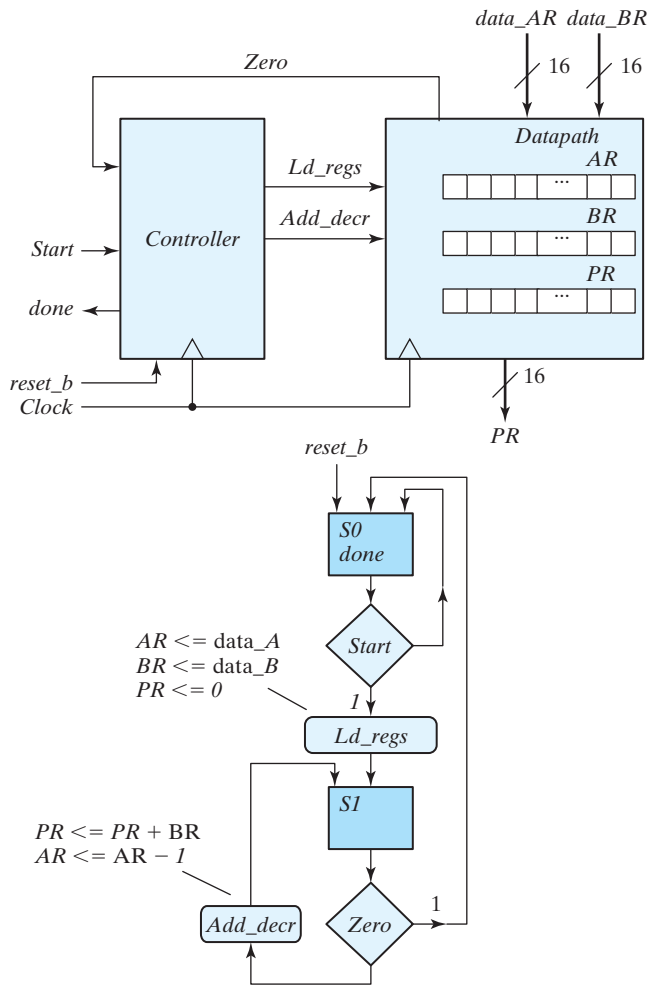 data_AR data_BR
16 16
Zero
Datapath
AR
...
Ld_regs
BR
...
Add_decr
Controller
Start
PR
...
done
reset_b
Clock
16
PR
reset_b
S0
done
Start
AR <= data_A
BR <= data_B
PR <= 0
1
Ld_regs
S1
PR <= PR + BR
AR <= AR − 1
1
Add_decr
Zero